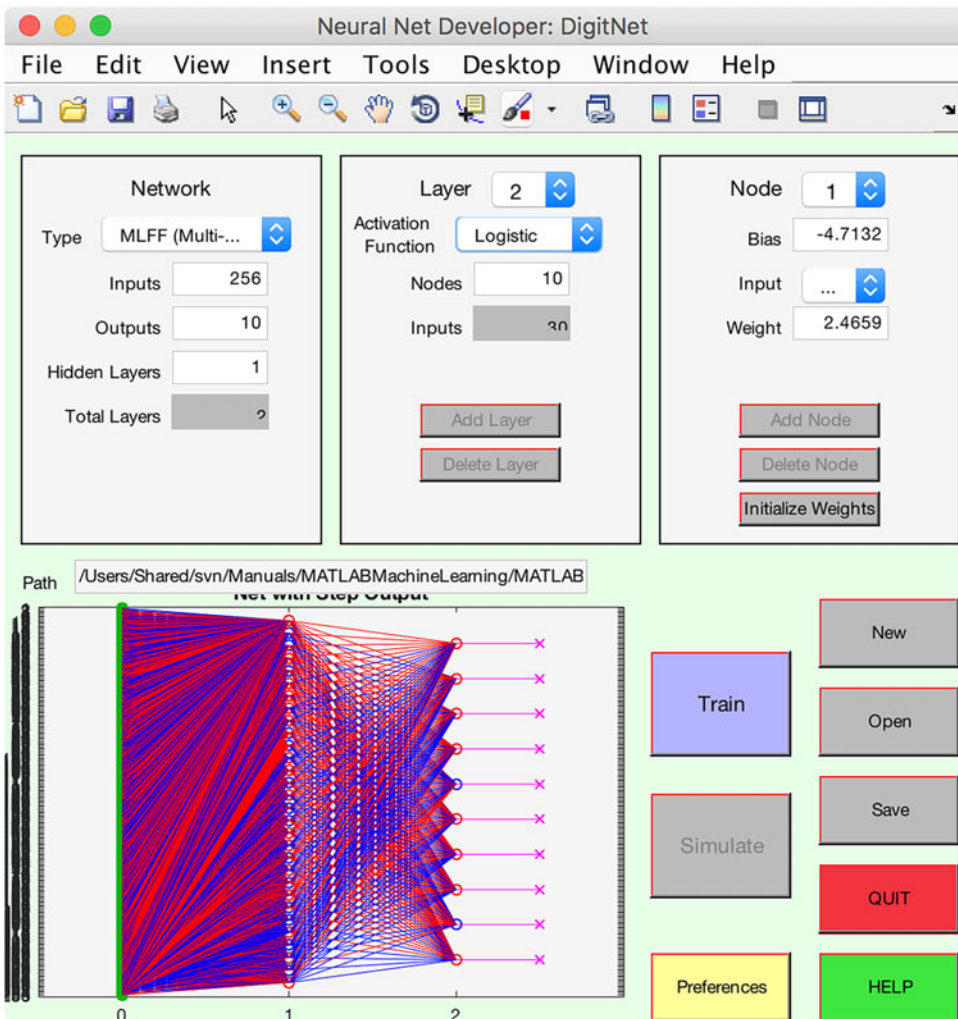 Neural Net Developer: DigitNet
File Edit View Insert Tools Desktop Window Help
Network
Type MLFF (Multi-...
Inputs 256
Outputs 10
Hidden Layers 1
Total Layers 2
Layer 2
Activation Function Logistic
Nodes 10
Inputs 30
Add Layer
Delete Layer
Node 1
Bias -4.7132
Input ...
Weight 2.4659
Add Node
Delete Node
Initialize Weights
Path /Users/Shared/svn/Manuals/MATLABMachineLearning/MATLAB
Net with Step Output
0 1 2
Train
Simulate
Preferences
New
Open
Save
QUIT
HELP